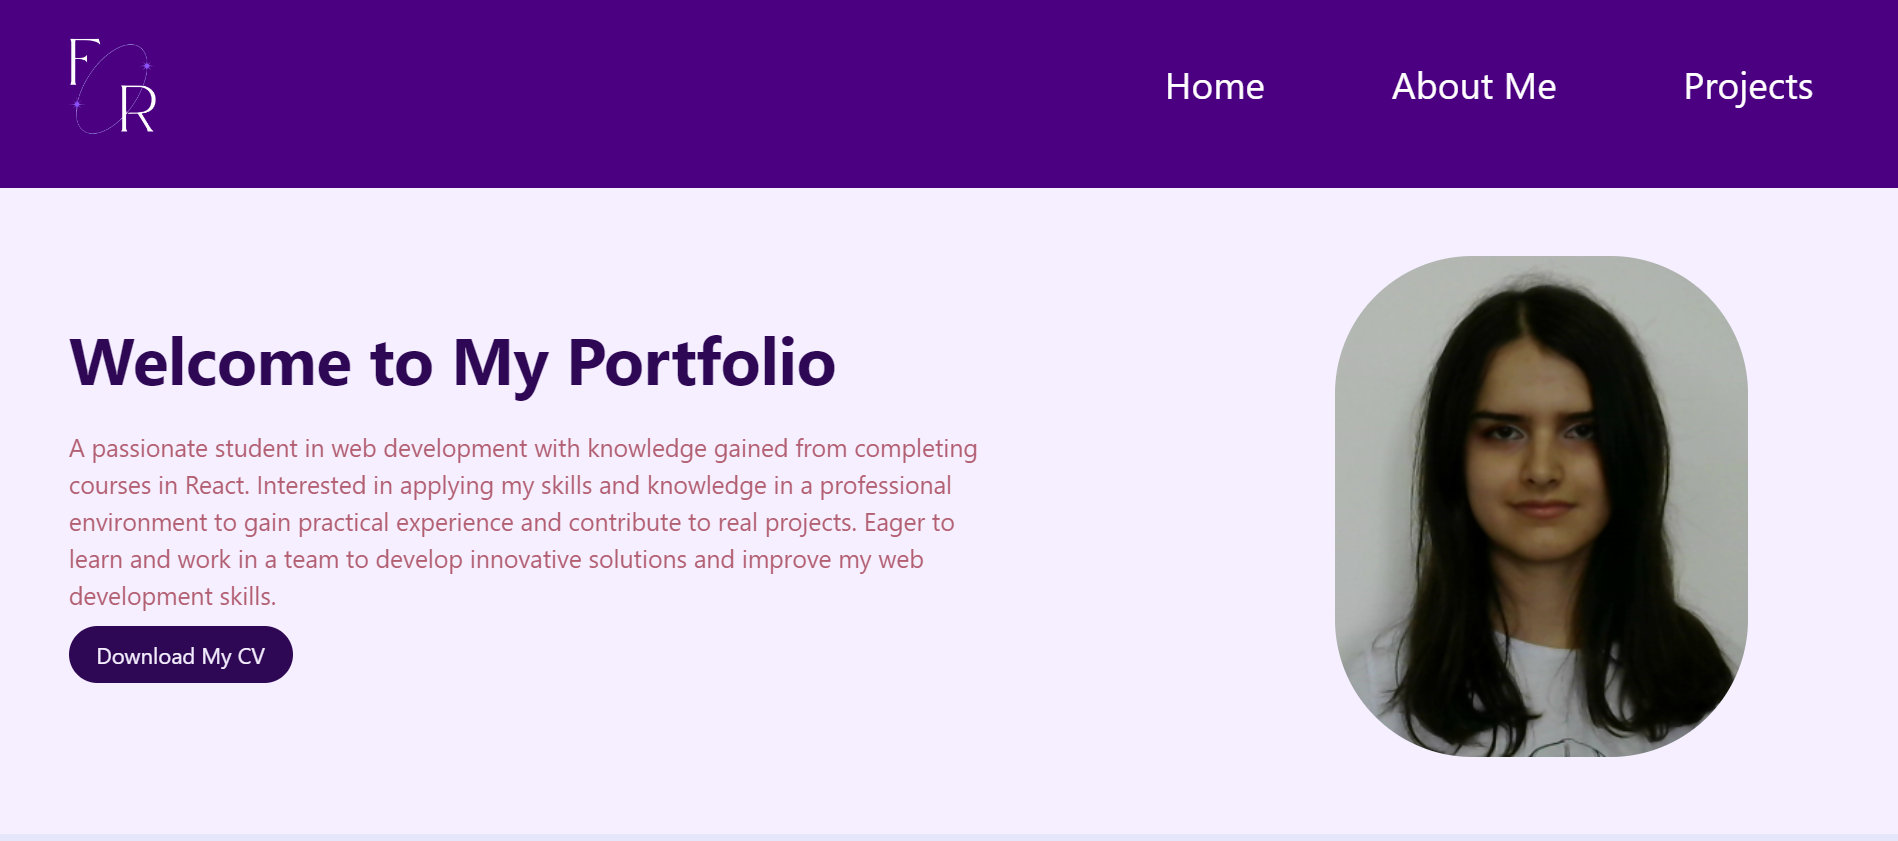 F
R
Home About Me Projects
Welcome to My Portfolio
A passionate student in web development with knowledge gained from completing
courses in React. Interested in applying my skills and knowledge in a professional
environment to gain practical experience and contribute to real projects. Eager to
learn and work in a team to develop innovative solutions and improve my web
development skills.
Download My CV